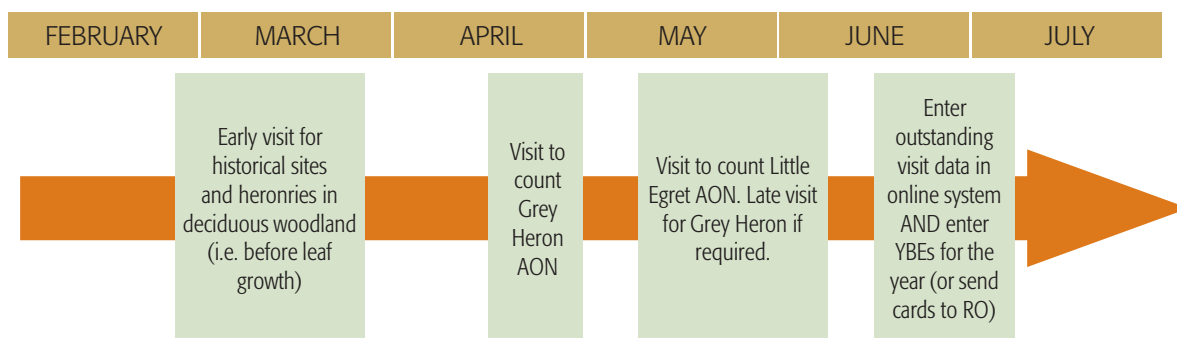 FEBRUARY MARCH APRIL MAY JUNE JULY
Early visit for
historical sites
and heronries in
deciduous woodland
(i.e. before leaf
growth)
Visit to
count
Grey
Heron
AON
Visit to count Little
Egret AON. Late visit
for Grey Heron if
required.
Enter
outstanding
visit data in
online system
AND enter
YBEs for the
year (or send
cards to RO)